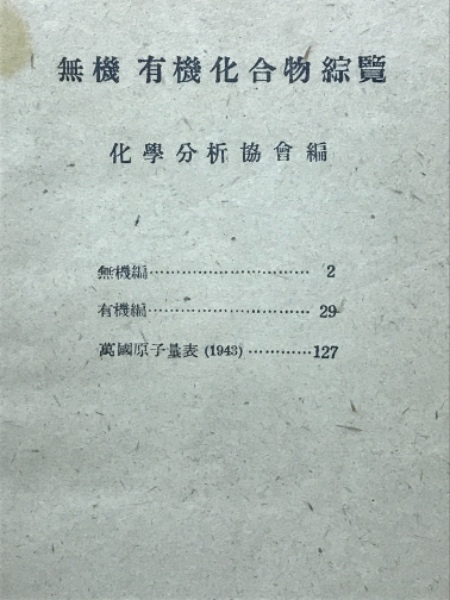 無機 有機化合物綜覽
化學分析協會編
無機編 2
有機編 29
萬國原子量表 (1943) 127